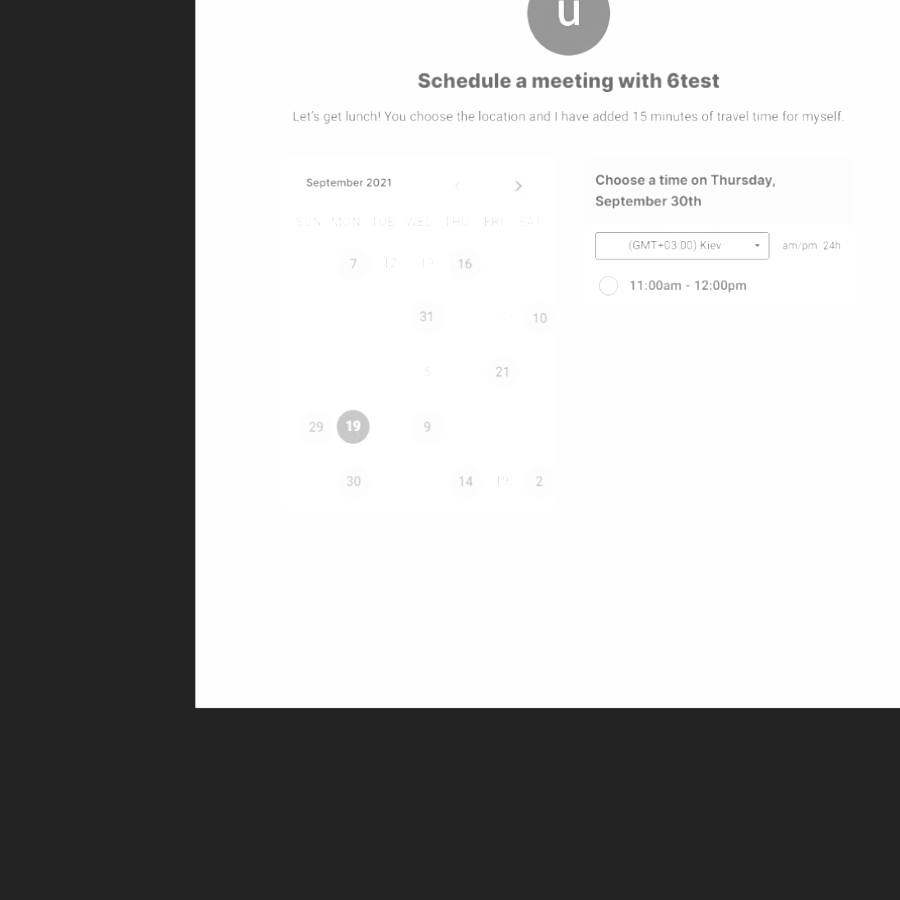 u
Schedule a meeting with 6test
Let's get lunch! You choose the location and I have added 15 minutes of travel time for myself.
September 2021
SUN MON TUE WED THU FRI SAT
7 12 19 16
31 10
5 21
29 19 9
30 14 19 2
Choose a time on Thursday,
September 30th
(GMT+03:00) Kiev am/pm 24h
11:00am - 12:00pm